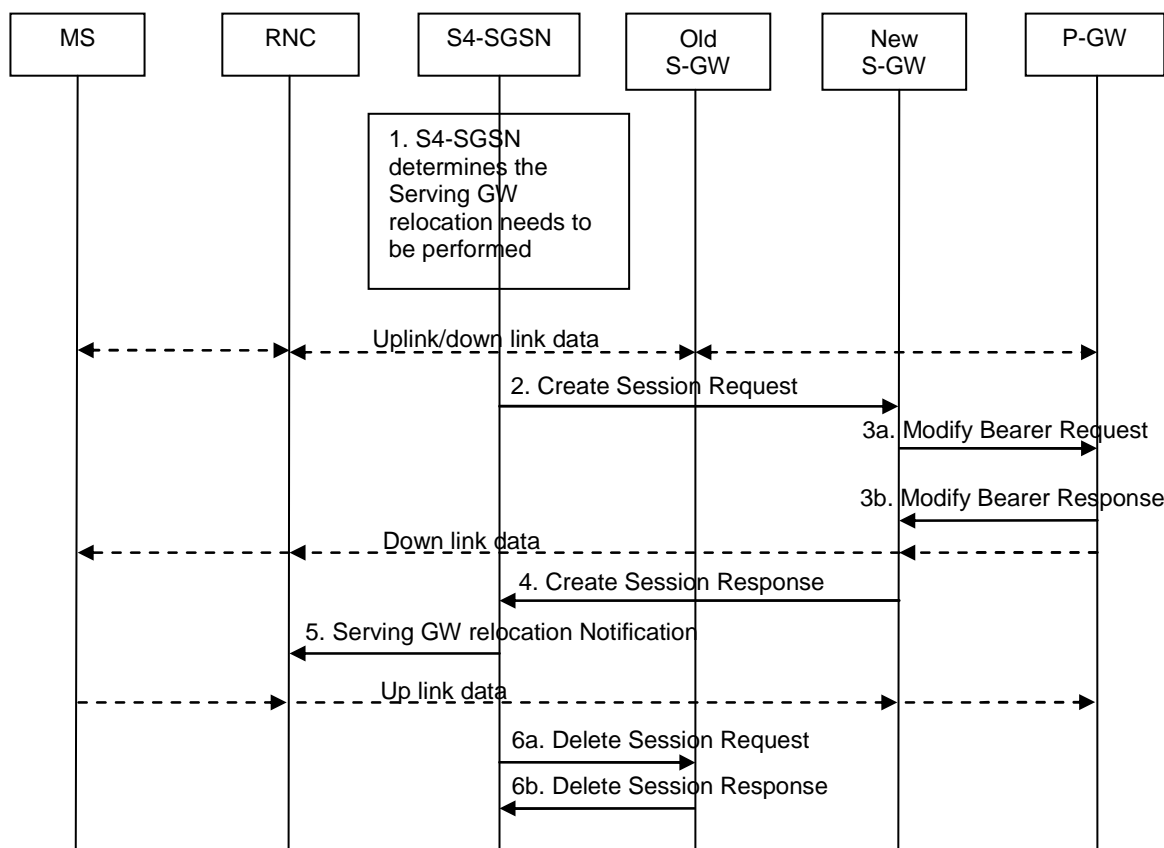 MS
RNC
S4-SGSN
Old
S-GW
New
S-GW
P-GW
1. S4-SGSN
determines the
Serving GW
relocation needs to
be performed
Uplink/down link data
2. Create Session Request
3a. Modify Bearer Request
3b. Modify Bearer Response
Down link data
4. Create Session Response
5. Serving GW relocation Notification
Up link data
6a. Delete Session Request
6b. Delete Session Response